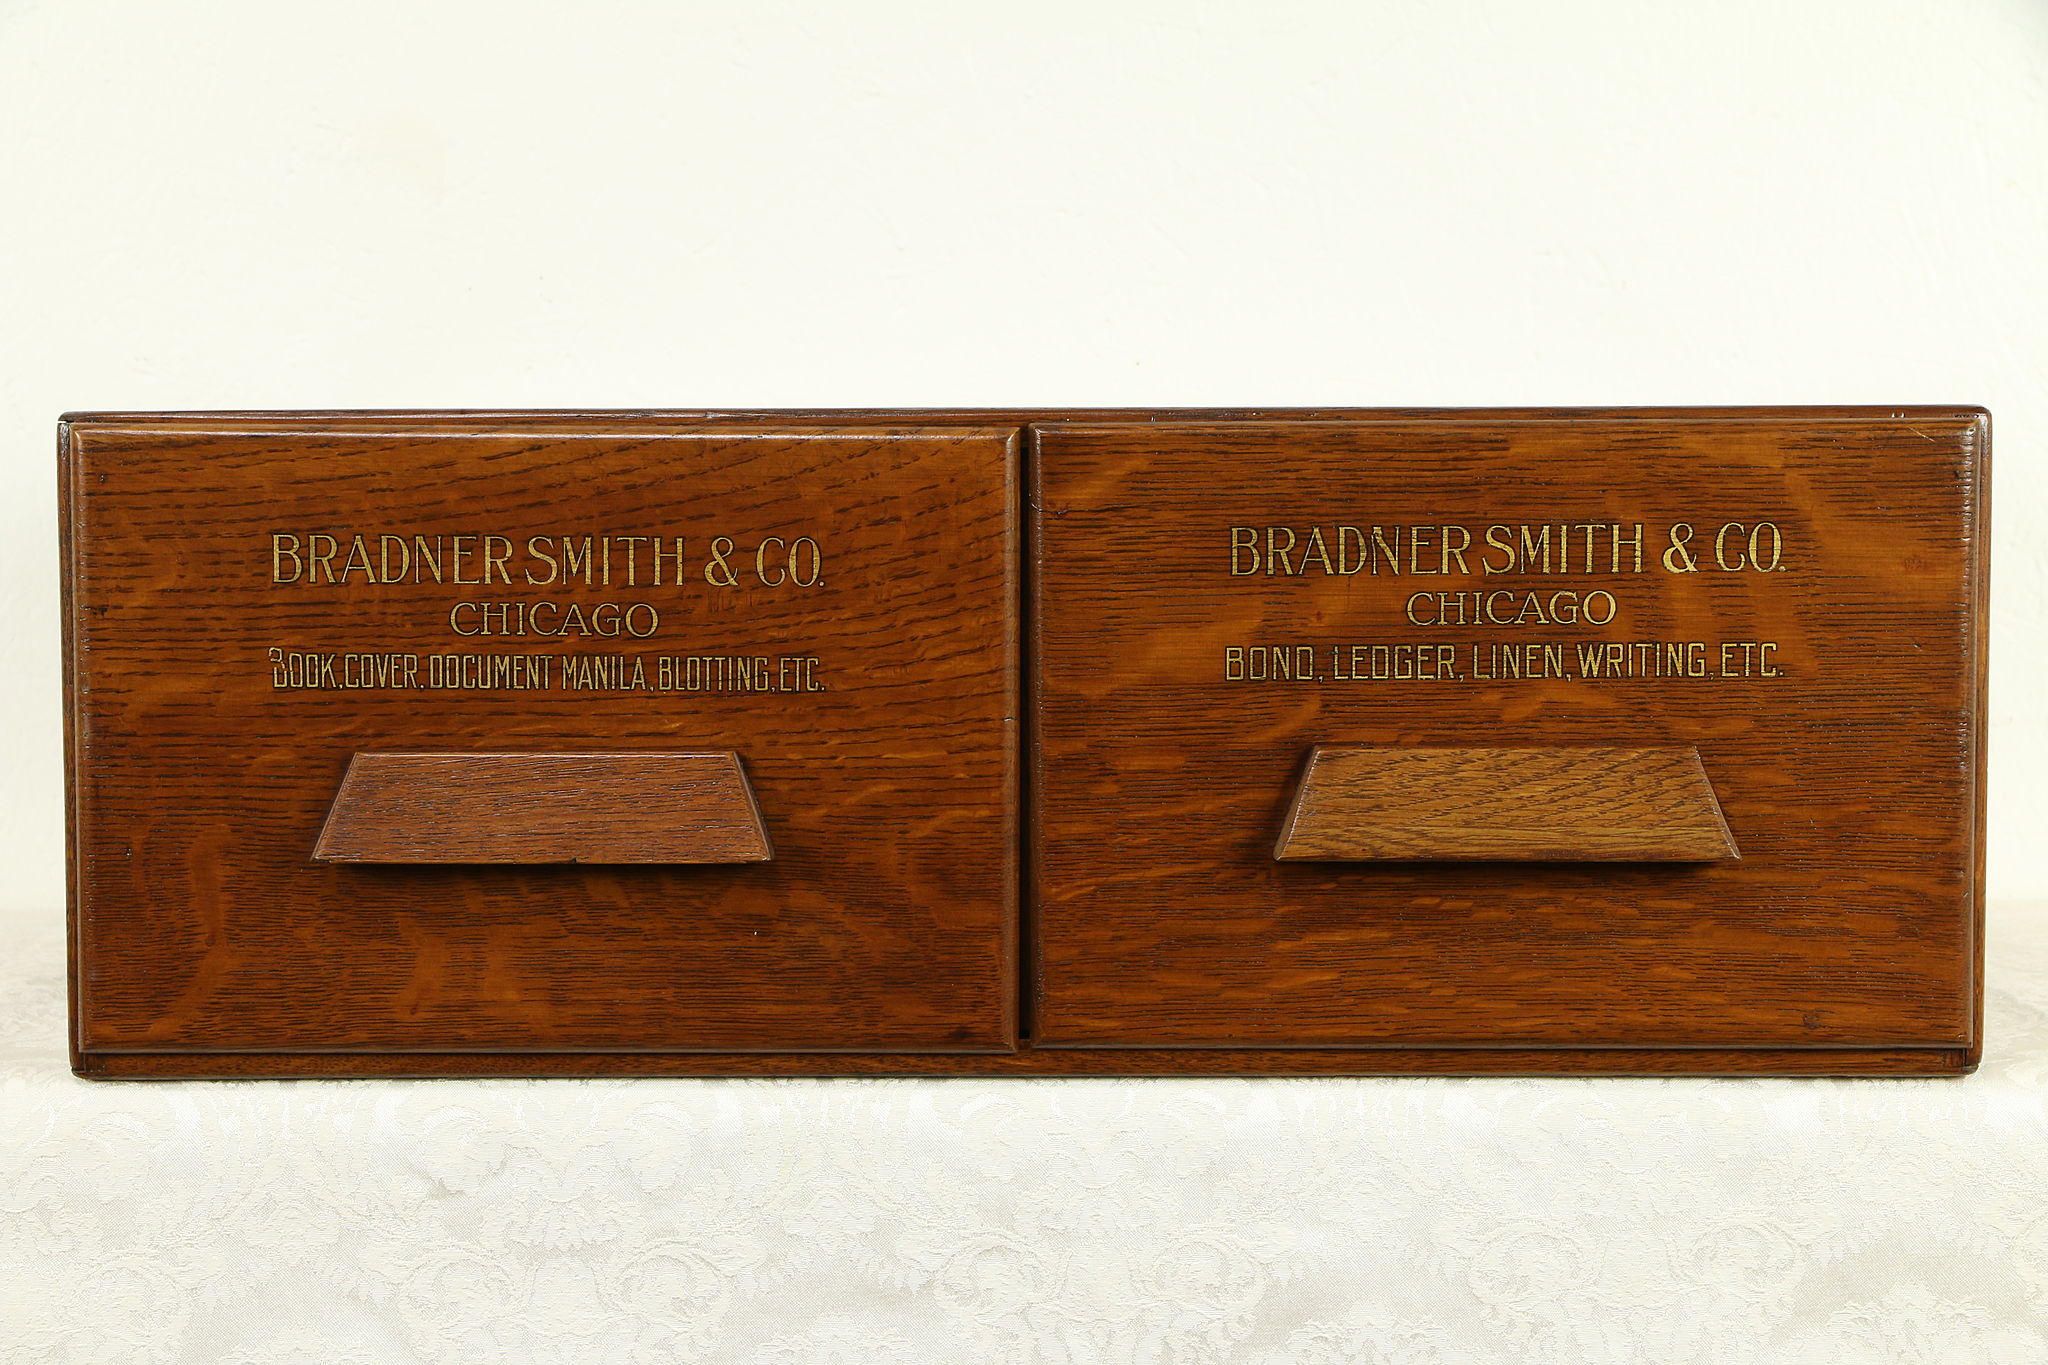 BRADNER SMITH & CO.
CHICAGO
BOOK, COVER, DOCUMENT MANILA, BLOTTING, ETC.
BRADNER SMITH & CO.
CHICAGO
BOND, LEDGER, LINEN, WRITING, ETC.